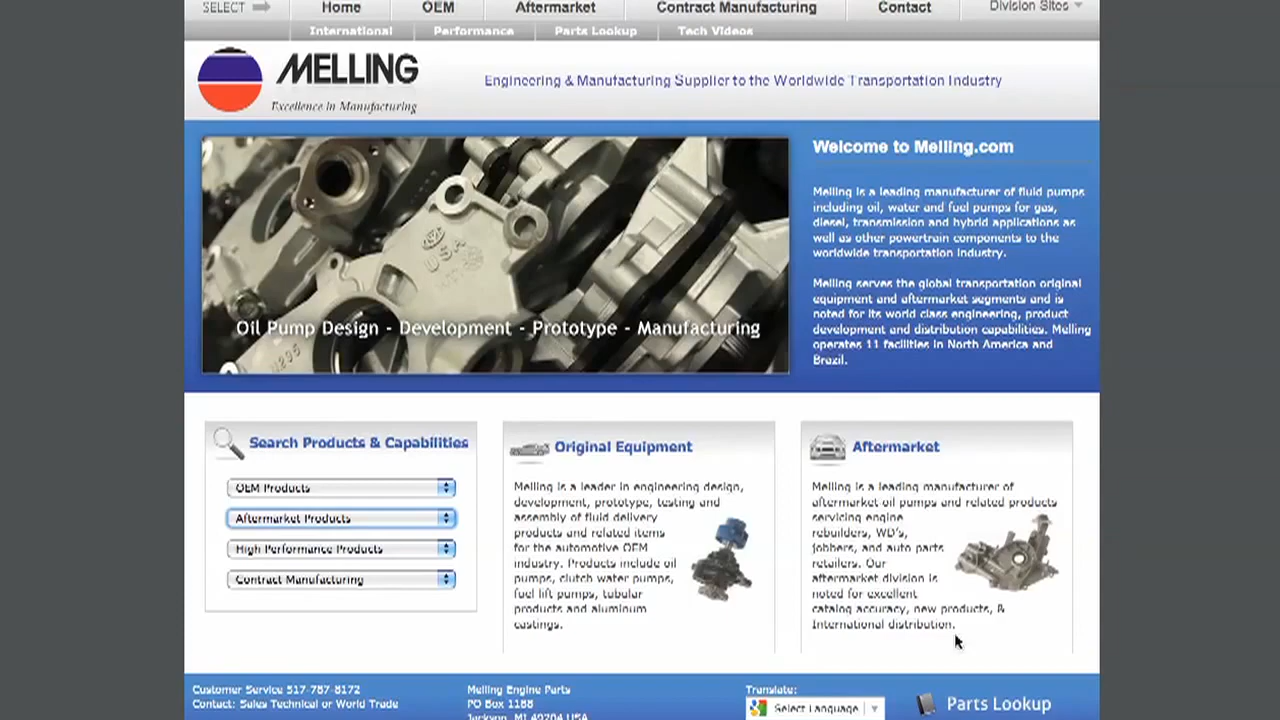 SELECT Home OEM Aftermarket Contract Manufacturing Contact Division Sites
International Performance Parts Lookup Tech Videos
MELLING
Excellence in Manufacturing
Engineering & Manufacturing Supplier to the Worldwide Transportation Industry
USA
Oil Pump Design - Development - Prototype - Manufacturing
Welcome to Melling.com
Melling is a leading manufacturer of fluid pumps
including oil, water and fuel pumps for gas,
diesel, transmission and hybrid applications as
well as other powertrain components to the
worldwide transportation industry.
Melling serves the global transportation original
equipment and aftermarket segments and is
noted for its world class engineering, product
development and distribution capabilities. Melling
operates 11 facilities in North America and
Brazil.
Search Products & Capabilities
OEM Products
Aftermarket Products
High Performance Products
Contract Manufacturing
Original Equipment
Melling is a leader in engineering design,
development, prototype, testing and
assembly of fluid delivery
products and related items
for the automotive OEM
industry. Products include oil
pumps, clutch water pumps,
fuel lift pumps, tubular
products and aluminum
castings.
Aftermarket
Melling is a leading manufacturer of
aftermarket oil pumps and related products
servicing engine
rebuilders, WD's,
jobbers, and auto parts
retailers. Our
aftermarket division is
noted for excellent
catalog accuracy, new products, &
International distribution.
Customer Service 517-787-8172
Contact: Sales Technical or World Trade
Melling Engine Parts
PO Box 1188
Jackson, MI 49204 USA
Translate:
Select Language
Parts Lookup